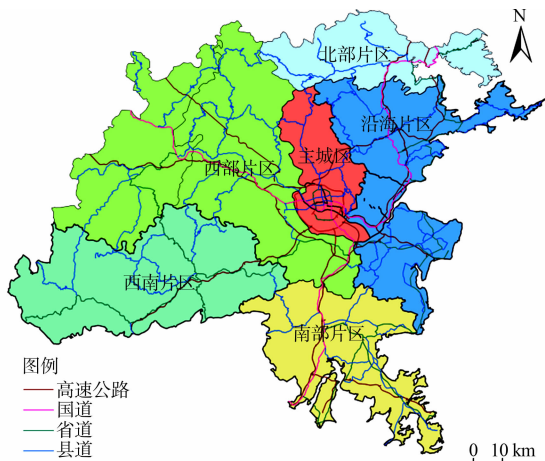 N
北部片区
沿海片区
主城区
西部片区
西南片区
南部片区
图例
高速公路
国道
省道
县道
0 10 km